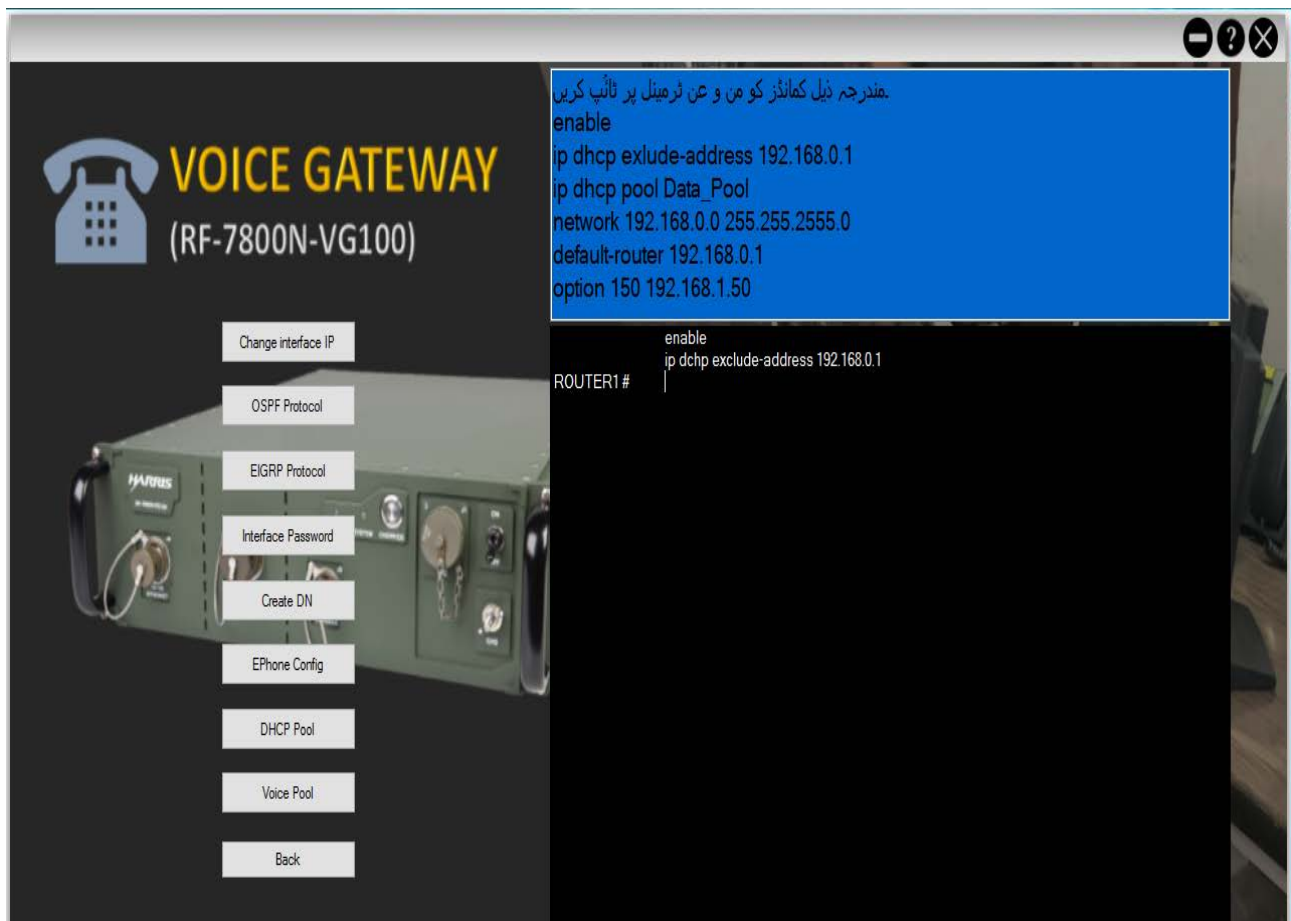 VOICE GATEWAY
(RF-7800N-VG100)
Change interface IP
OSPF Protocol
EIGRP Protocol
Interface Password
Create DN
EPhone Config
DHCP Pool
Voice Pool
Back
HARRIS
مندرجہ ذیل کمانڈز کو من و عن ٹرمینل پر ٹائپ کریں.
enable
ip dhcp exlude-address 192.168.0.1
ip dhcp pool Data_Pool
network 192.168.0.0 255.255.2555.0
default-router 192.168.0.1
option 150 192.168.1.50
enable
ip dchp exclude-address 192.168.0.1
ROUTER1#